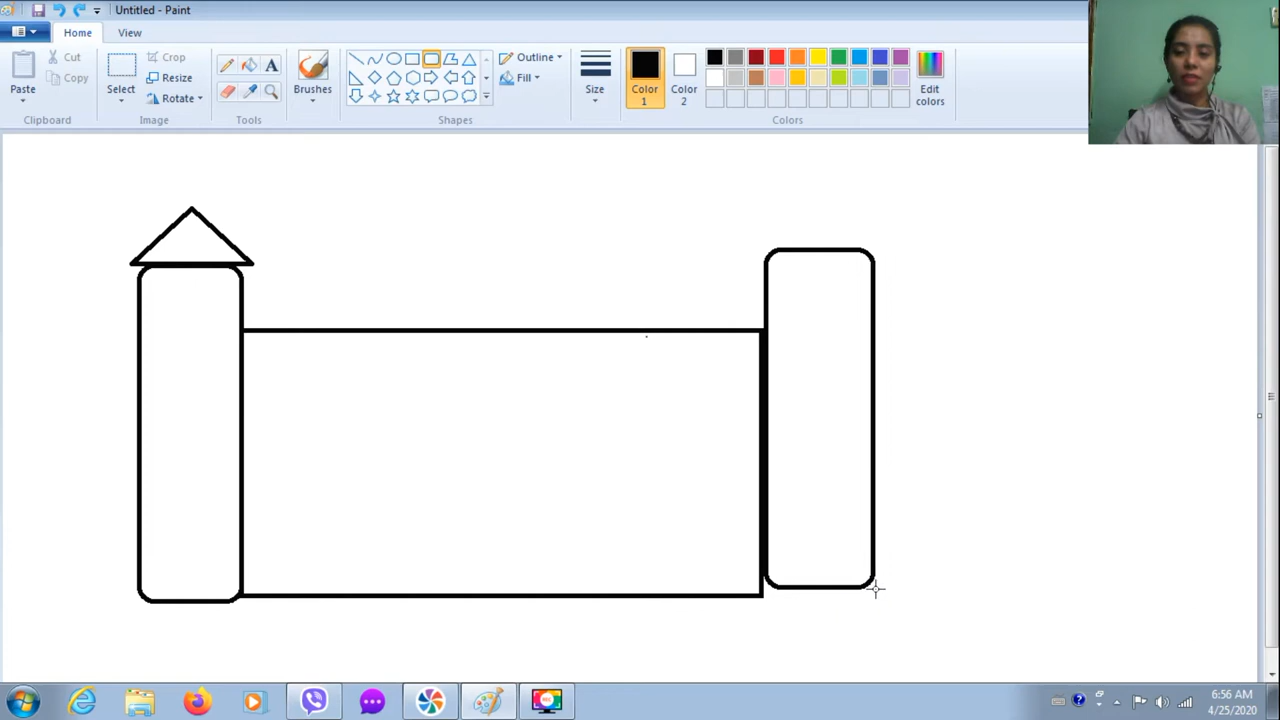 Untitled - Paint
Home View
Paste
Cut
Copy
Clipboard
Select
Crop
Resize
Rotate
Image
Tools
Brushes
Shapes
Outline
Fill
Size
Color
1
Color
2
Colors
Edit
colors
6:56 AM
4/25/2020